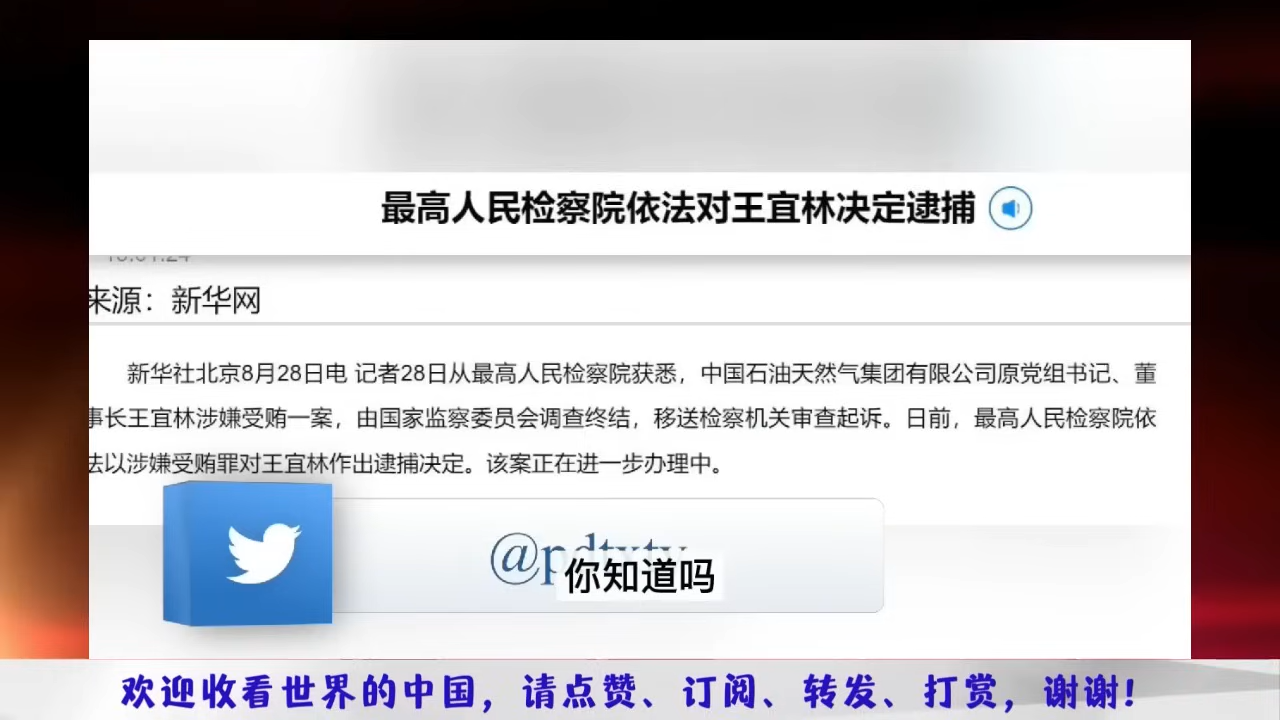 最高人民检察院依法对王宜林决定逮捕
来源：新华网
新华社北京8月28日电 记者28日从最高人民检察院获悉，中国石油天然气集团有限公司原党组书记、董
事长王宜林涉嫌受贿一案，由国家监察委员会调查终结，移送检察机关审查起诉。日前，最高人民检察院依
法以涉嫌受贿罪对王宜林作出逮捕决定。该案正在进一步办理中。
你知道吗
欢迎收看世界的中国，请点赞、订阅、转发、打赏，谢谢！